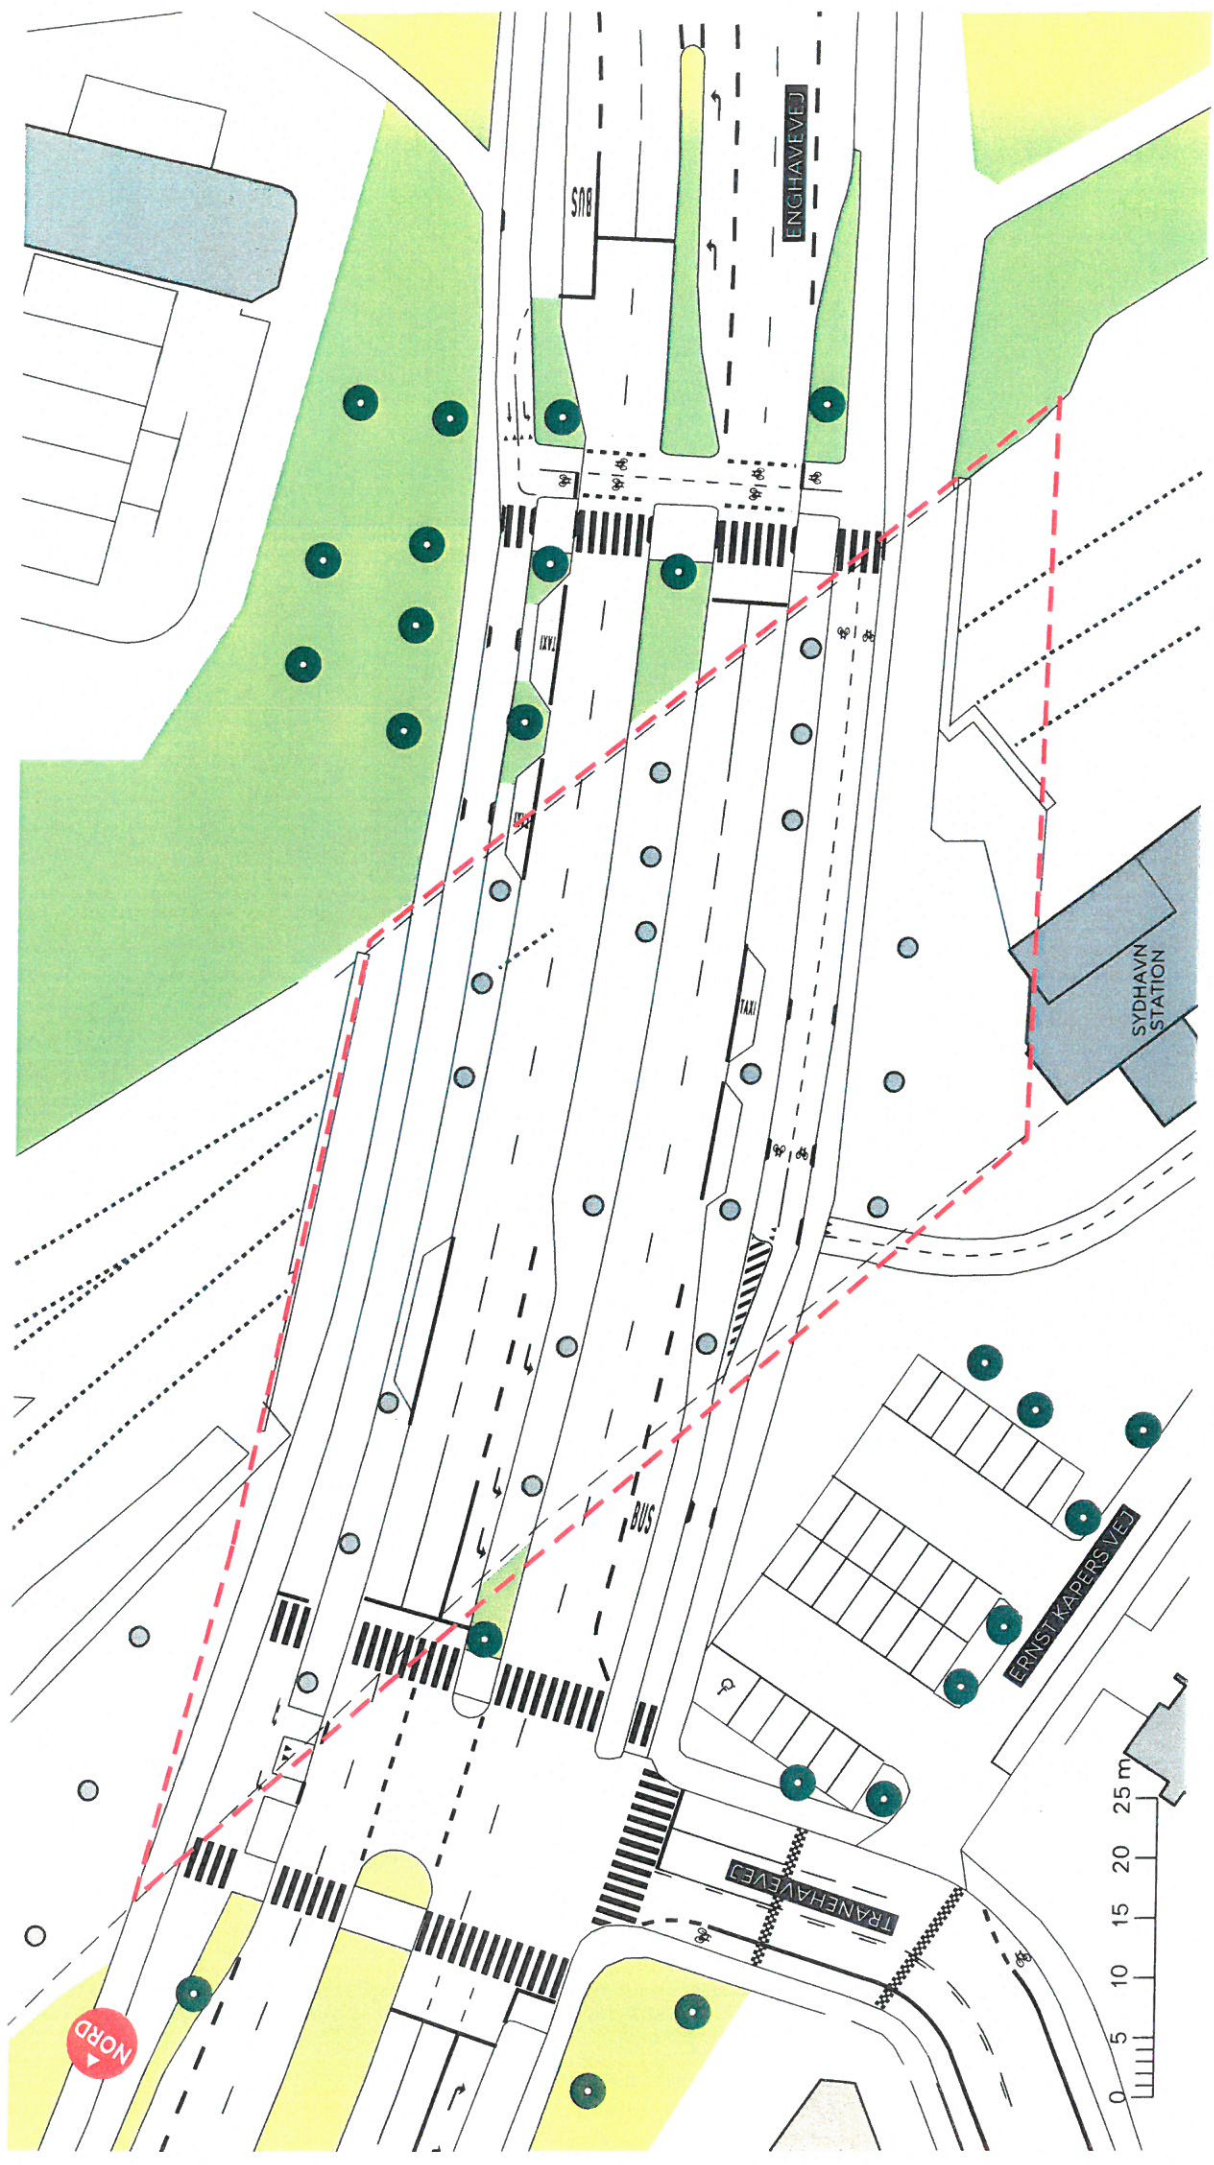 BUS
ENGHAVEVEJ
TAXI
TAXI
SYDHAVN
STATION
BUS
ERNST KAPERS VEJ
TRANEHAVEVEJ
NORD
0 5 10 15 20 25 m